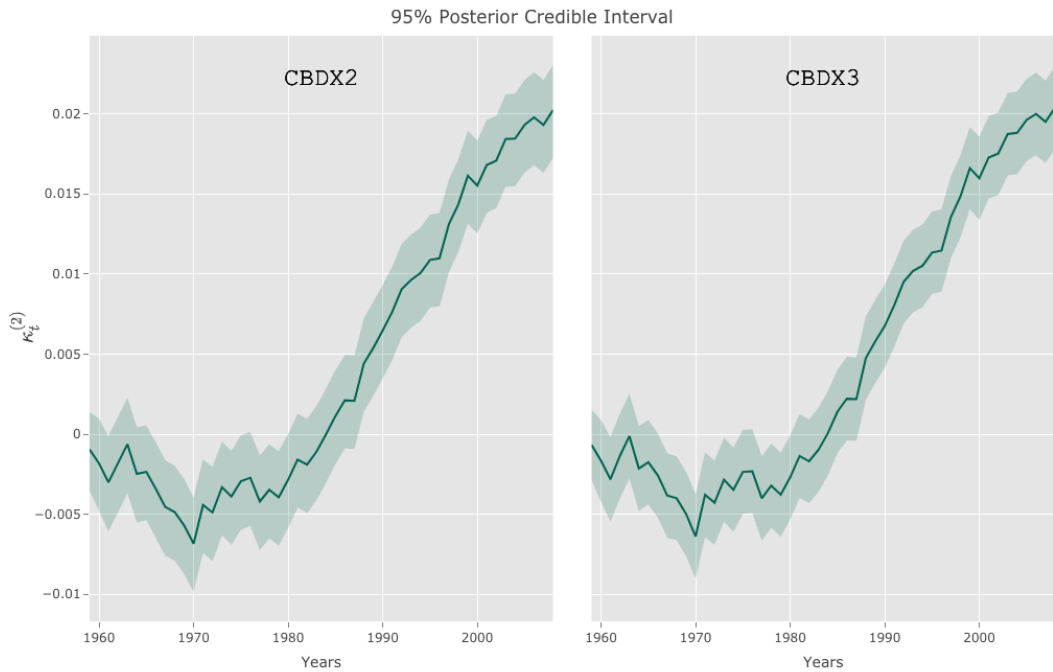 95% Posterior Credible Interval
CBDX2
CBDX3
0.02
0.015
0.01
0.005
0
−0.005
−0.01
κ_t^(2)
1960 1970 1980 1990 2000
1960 1970 1980 1990 2000
Years
Years